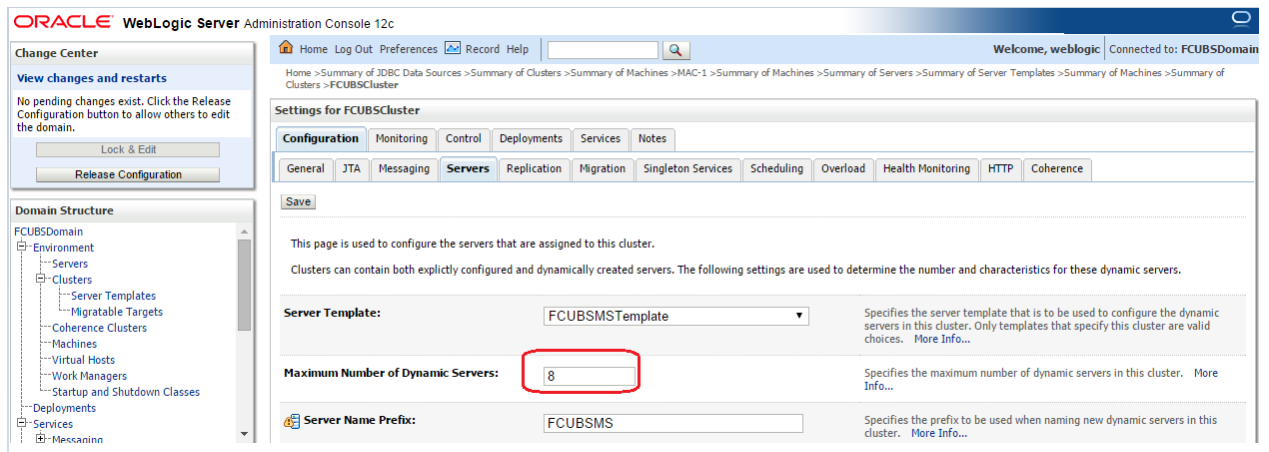 ORACLE WebLogic Server Administration Console 12c
Change Center
View changes and restarts
No pending changes exist. Click the Release
Configuration button to allow others to edit
the domain.
Lock & Edit
Release Configuration
Domain Structure
FCUBSDomain
Environment
Servers
Clusters
Server Templates
Migratable Targets
Coherence Clusters
Machines
Virtual Hosts
Work Managers
Startup and Shutdown Classes
Deployments
Services
Messaging
Home Log Out Preferences Record Help
Welcome, weblogic Connected to: FCUBSDomain
Home >Summary of JDBC Data Sources >Summary of Clusters >Summary of Machines >MAC-1 >Summary of Machines >Summary of Servers >Summary of Server Templates >Summary of Machines >Summary of
Clusters >FCUBSCluster
Settings for FCUBSCluster
Configuration Monitoring Control Deployments Services Notes
General JTA Messaging Servers Replication Migration Singleton Services Scheduling Overload Health Monitoring HTTP Coherence
Save
This page is used to configure the servers that are assigned to this cluster.
Clusters can contain both explictly configured and dynamically created servers. The following settings are used to determine the number and characteristics for these dynamic servers.
Server Template:
FCUBSMSTemplate
Specifies the server template that is to be used to configure the dynamic
servers in this cluster. Only templates that specify this cluster are valid
choices. More Info...
Maximum Number of Dynamic Servers:
8
Specifies the maximum number of dynamic servers in this cluster. More
Info...
Server Name Prefix:
FCUBSMS
Specifies the prefix to be used when naming new dynamic servers in this
cluster. More Info...